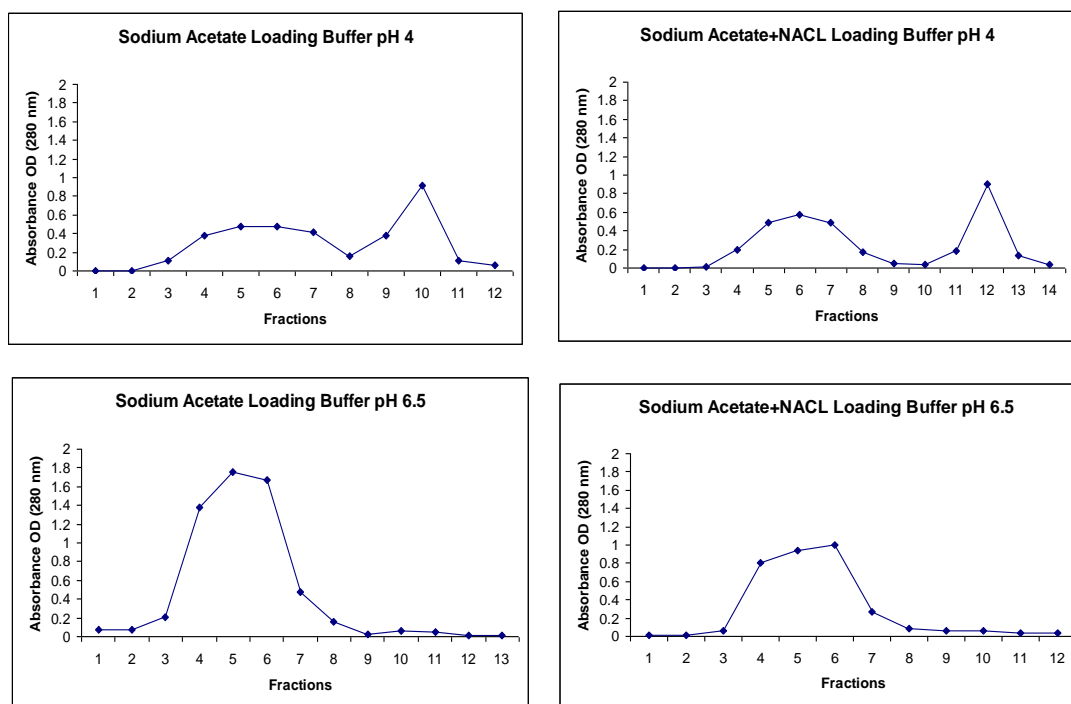 Sodium Acetate Loading Buffer pH 4
Absorbance OD (280 nm)
2
1.8
1.6
1.4
1.2
1
0.8
0.6
0.4
0.2
0
1 2 3 4 5 6 7 8 9 10 11 12
Fractions
Sodium Acetate+NACL Loading Buffer pH 4
Absorbance OD (280 nm)
2
1.8
1.6
1.4
1.2
1
0.8
0.6
0.4
0.2
0
1 2 3 4 5 6 7 8 9 10 11 12 13 14
Fractions
Sodium Acetate Loading Buffer pH 6.5
Absorbance OD (280 nm)
2
1.8
1.6
1.4
1.2
1
0.8
0.6
0.4
0.2
0
1 2 3 4 5 6 7 8 9 10 11 12 13
Fractions
Sodium Acetate+NACL Loading Buffer pH 6.5
Absorbance OD (280 nm)
2
1.8
1.6
1.4
1.2
1
0.8
0.6
0.4
0.2
0
1 2 3 4 5 6 7 8 9 10 11 12
Fractions